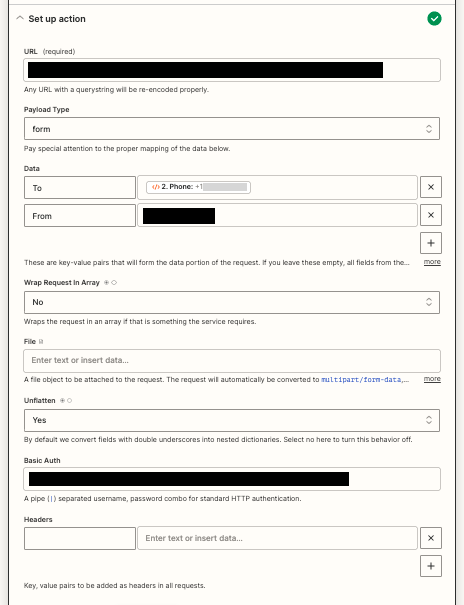 Set up action
URL (required)
Any URL with a querystring will be re-encoded properly.
Payload Type
form
Pay special attention to the proper mapping of the data below.
Data
To
2. Phone: +1
From
These are key-value pairs that will form the data portion of the request. If you leave these empty, all fields from the... more
Wrap Request In Array
No
Wraps the request in an array if that is something the service requires.
File
Enter text or insert data...
A file object to be attached to the request. The request will automatically be converted to multipart/form-data,... more
Unflatten
Yes
By default we convert fields with double underscores into nested dictionaries. Select no here to turn this behavior off.
Basic Auth
A pipe (|) separated username, password combo for standard HTTP authentication.
Headers
Enter text or insert data...
Key, value pairs to be added as headers in all requests.